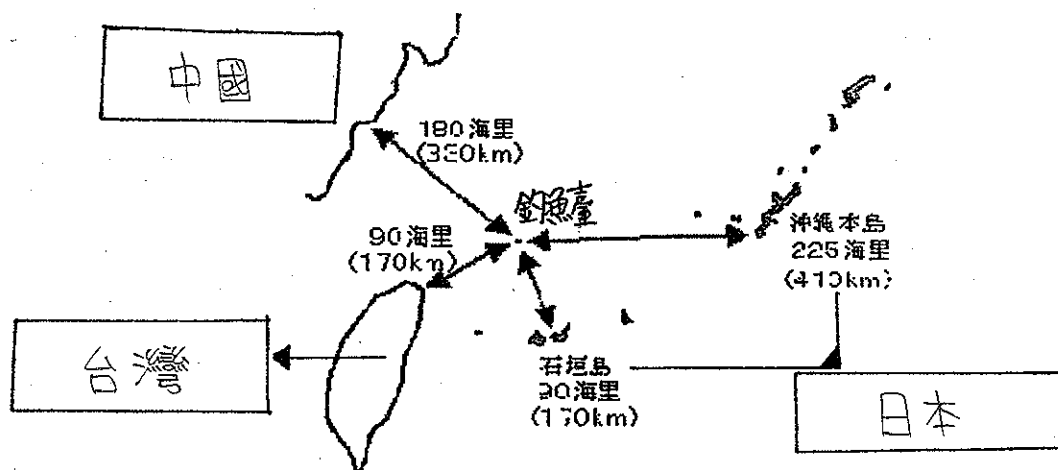 中國
180海里
(330km)
釣魚臺
90海里
(170km)
沖縄本島
225海里
(410km)
台灣
石垣島
90海里
(170km)
日本